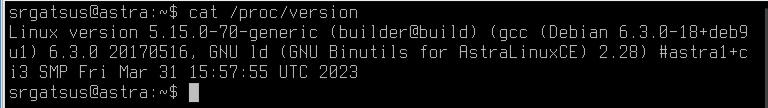 srgatsus@astra:~$ cat /proc/version
Linux version 5.15.0-70-generic (builder@build) (gcc (Debian 6.3.0-18+deb9
u1) 6.3.0 20170516, GNU ld (GNU Binutils for AstraLinuxCE) 2.28) #astra1+c
i3 SMP Fri Mar 31 15:57:55 UTC 2023
srgatsus@astra:~$